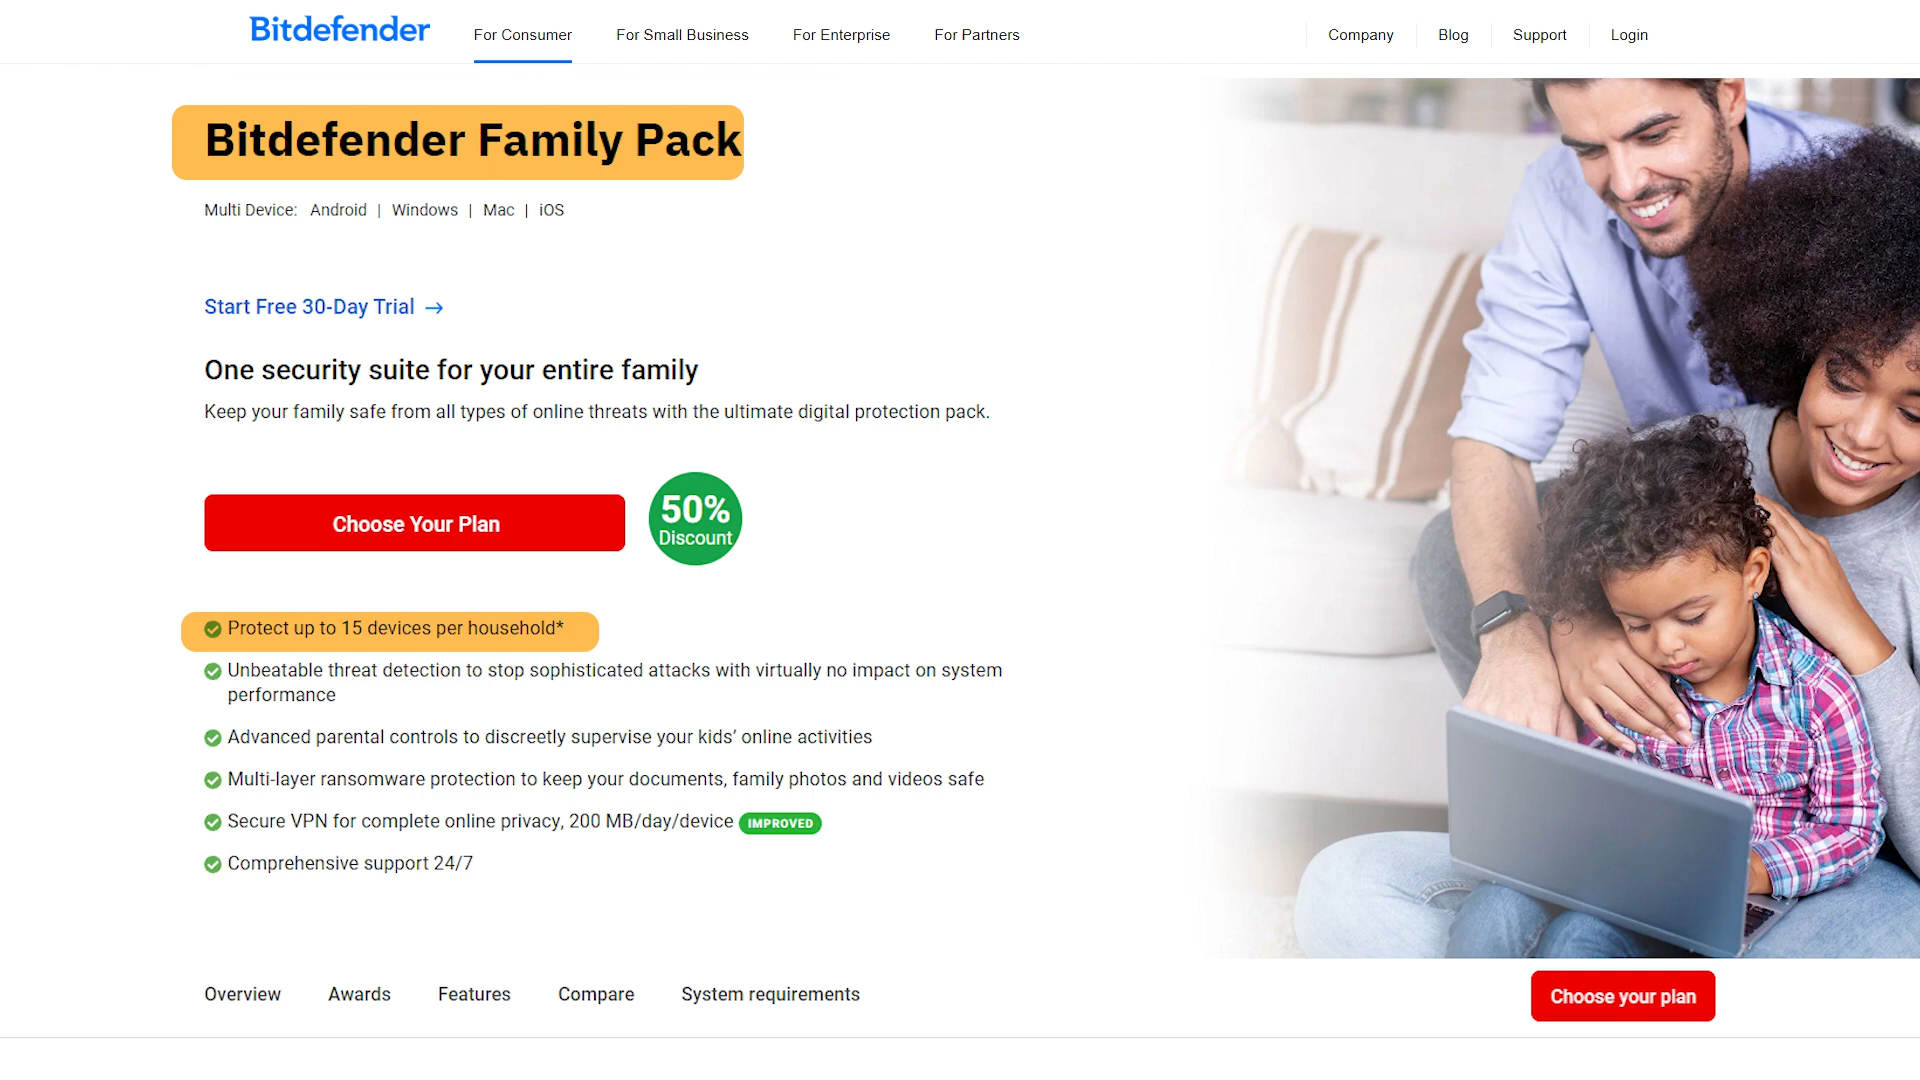 Bitdefender
For Consumer
For Small Business
For Enterprise
For Partners
Company
Blog
Support
Login
Bitdefender Family Pack
Multi Device: Android | Windows | Mac | iOS
Start Free 30-Day Trial →
One security suite for your entire family
Keep your family safe from all types of online threats with the ultimate digital protection pack.
Choose Your Plan
50%
Discount
Protect up to 15 devices per household*
Unbeatable threat detection to stop sophisticated attacks with virtually no impact on system
performance
Advanced parental controls to discreetly supervise your kids’ online activities
Multi-layer ransomware protection to keep your documents, family photos and videos safe
Secure VPN for complete online privacy, 200 MB/day/device IMPROVED
Comprehensive support 24/7
Overview
Awards
Features
Compare
System requirements
Choose your plan